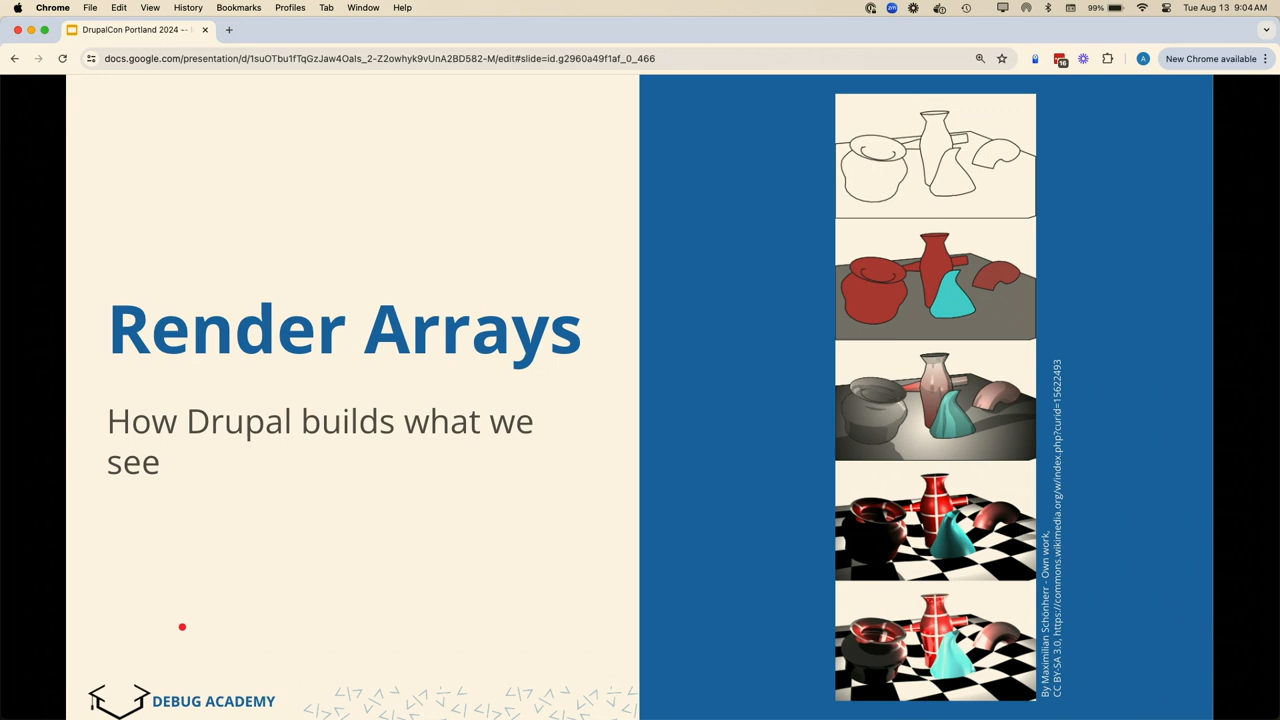 Chrome File Edit View History Bookmarks Profiles Tab Window Help
99% Tue Aug 13 9:04 AM
DrupalCon Portland 2024 --
docs.google.com/presentation/d/1suOTbu1fTqGzJaw4OaIs_2-Z2owhyk9vUnA2BD582-M/edit#slide=id.g2960a49f1af_0_466
16
A
New Chrome available
Render Arrays
How Drupal builds what we
see
DEBUG ACADEMY
By Maximilian Schönherr - Own work,
CC BY-SA 3.0, https://commons.wikimedia.org/w/index.php?curid=15622493